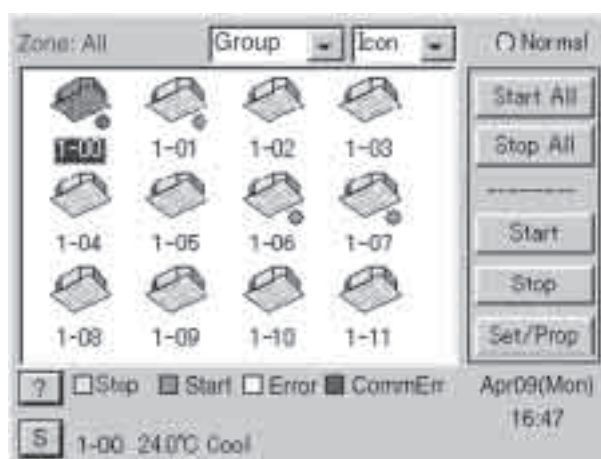 Zone: All Group Icon Normal
Start All
1-00 1-01 1-02 1-03
Stop All
--------
1-04 1-05 1-06 1-07
Start
Stop
1-08 1-09 1-10 1-11
Set/Prop
? Stop Start Error CommErr Apr09(Mon)
16:47
S 1-00 24.0℃ Cool